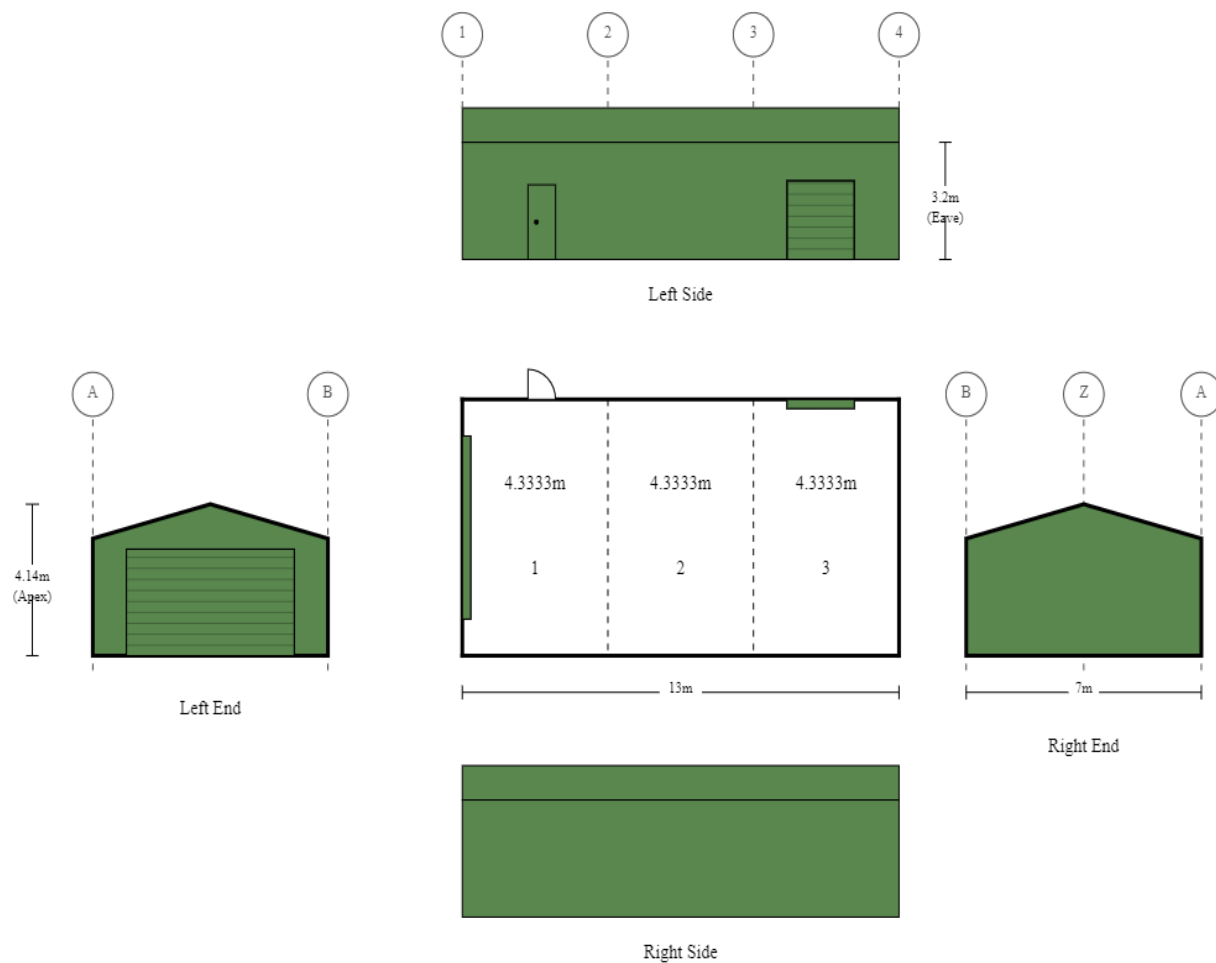 1 2 3 4
3.2m
(Eave)
Left Side
A B
B Z A
4.3333m 4.3333m 4.3333m
1 2 3
4.14m
(Apex)
13m
7m
Left End
Right End
Right Side